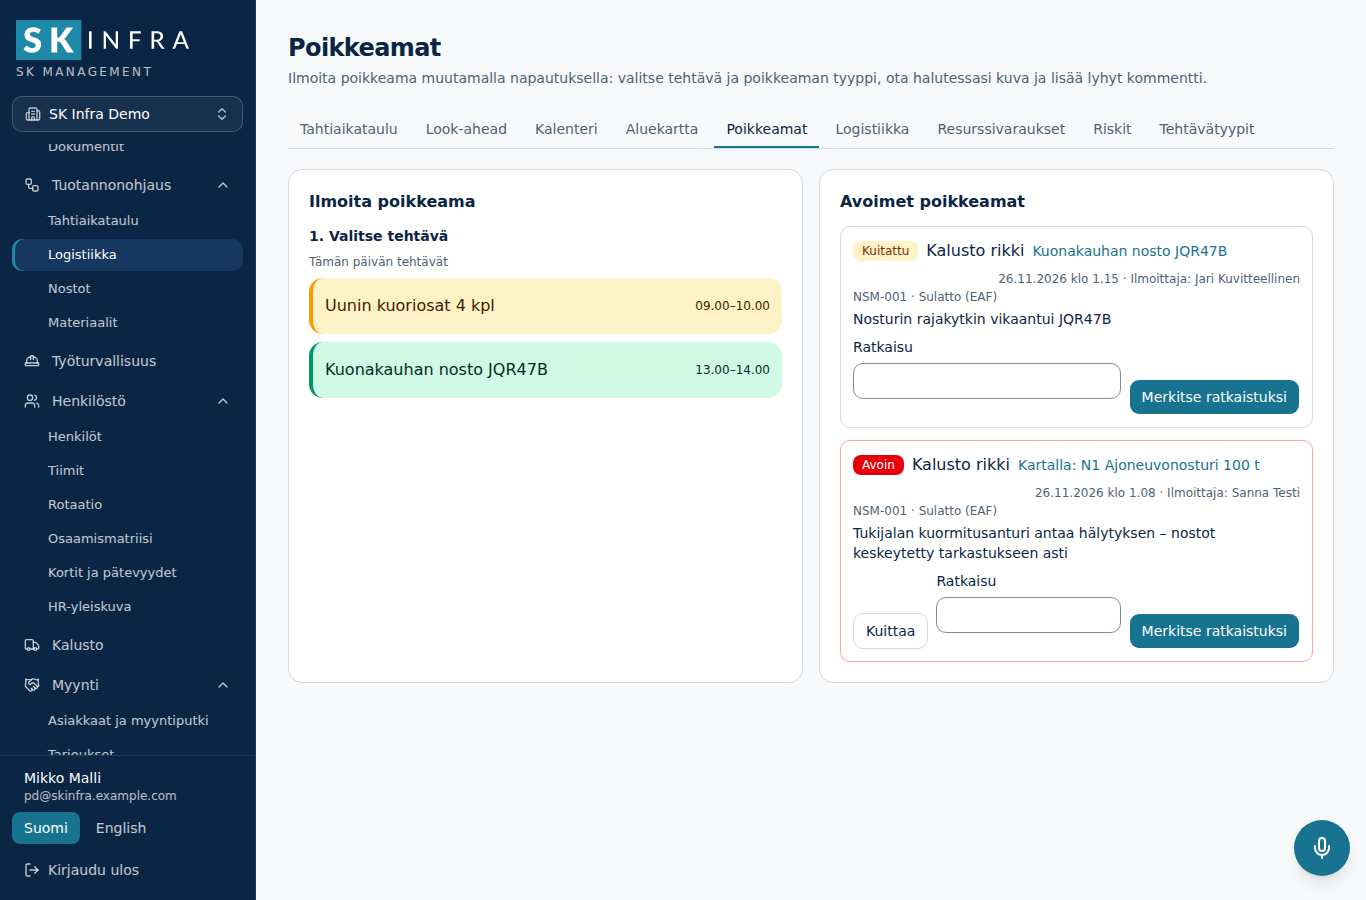 SK INFRA
SK MANAGEMENT
SK Infra Demo
Dokumentit
Tuotannonohjaus
Tahtiaikataulu
Logistiikka
Nostot
Materiaalit
Työturvallisuus
Henkilöstö
Henkilöt
Tiimit
Rotaatio
Osaamismatriisi
Kortit ja pätevyydet
HR-yleiskuva
Kalusto
Myynti
Asiakkaat ja myyntiputki
Tarjoukset
Mikko Malli
pd@skinfra.example.com
Suomi English
Kirjaudu ulos
Poikkeamat
Ilmoita poikkeama muutamalla napautuksella: valitse tehtävä ja poikkeaman tyyppi, ota halutessasi kuva ja lisää lyhyt kommentti.
Tahtiaikataulu Look-ahead Kalenteri Aluekartta Poikkeamat Logistiikka Resurssivaraukset Riskit Tehtävätyypit
Ilmoita poikkeama
1. Valitse tehtävä
Tämän päivän tehtävät
Uunin kuoriosat 4 kpl 09.00–10.00
Kuonakauhan nosto JQR47B 13.00–14.00
Avoimet poikkeamat
Kuitattu Kalusto rikki Kuonakauhan nosto JQR47B
26.11.2026 klo 1.15 · Ilmoittaja: Jari Kuvitteellinen
NSM-001 · Sulatto (EAF)
Nosturin rajakytkin vikaantui JQR47B
Ratkaisu
Merkitse ratkaistuksi
Avoin Kalusto rikki Kartalla: N1 Ajoneuvonosturi 100 t
26.11.2026 klo 1.08 · Ilmoittaja: Sanna Testi
NSM-001 · Sulatto (EAF)
Tukijalan kuormitusanturi antaa hälytyksen – nostot
keskeytetty tarkastukseen asti
Ratkaisu
Kuittaa Merkitse ratkaistuksi